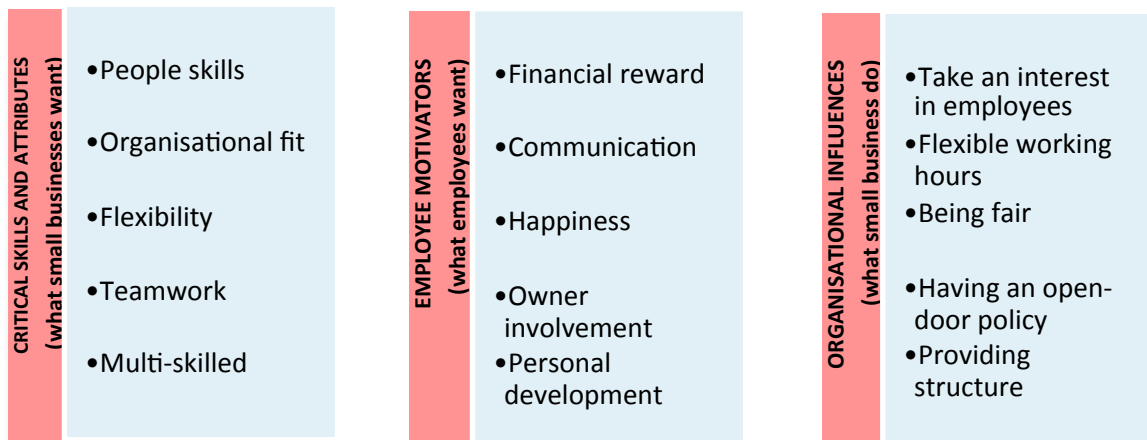 CRITICAL SKILLS AND ATTRIBUTES
(what small businesses want)
•People skills
•Organisational fit
•Flexibility
•Teamwork
•Multi-skilled
EMPLOYEE MOTIVATORS
(what employees want)
•Financial reward
•Communication
•Happiness
•Owner
involvement
•Personal
development
ORGANISATIONAL INFLUENCES
(what small business do)
•Take an interest
in employees
•Flexible working
hours
•Being fair
•Having an open-
door policy
•Providing
structure